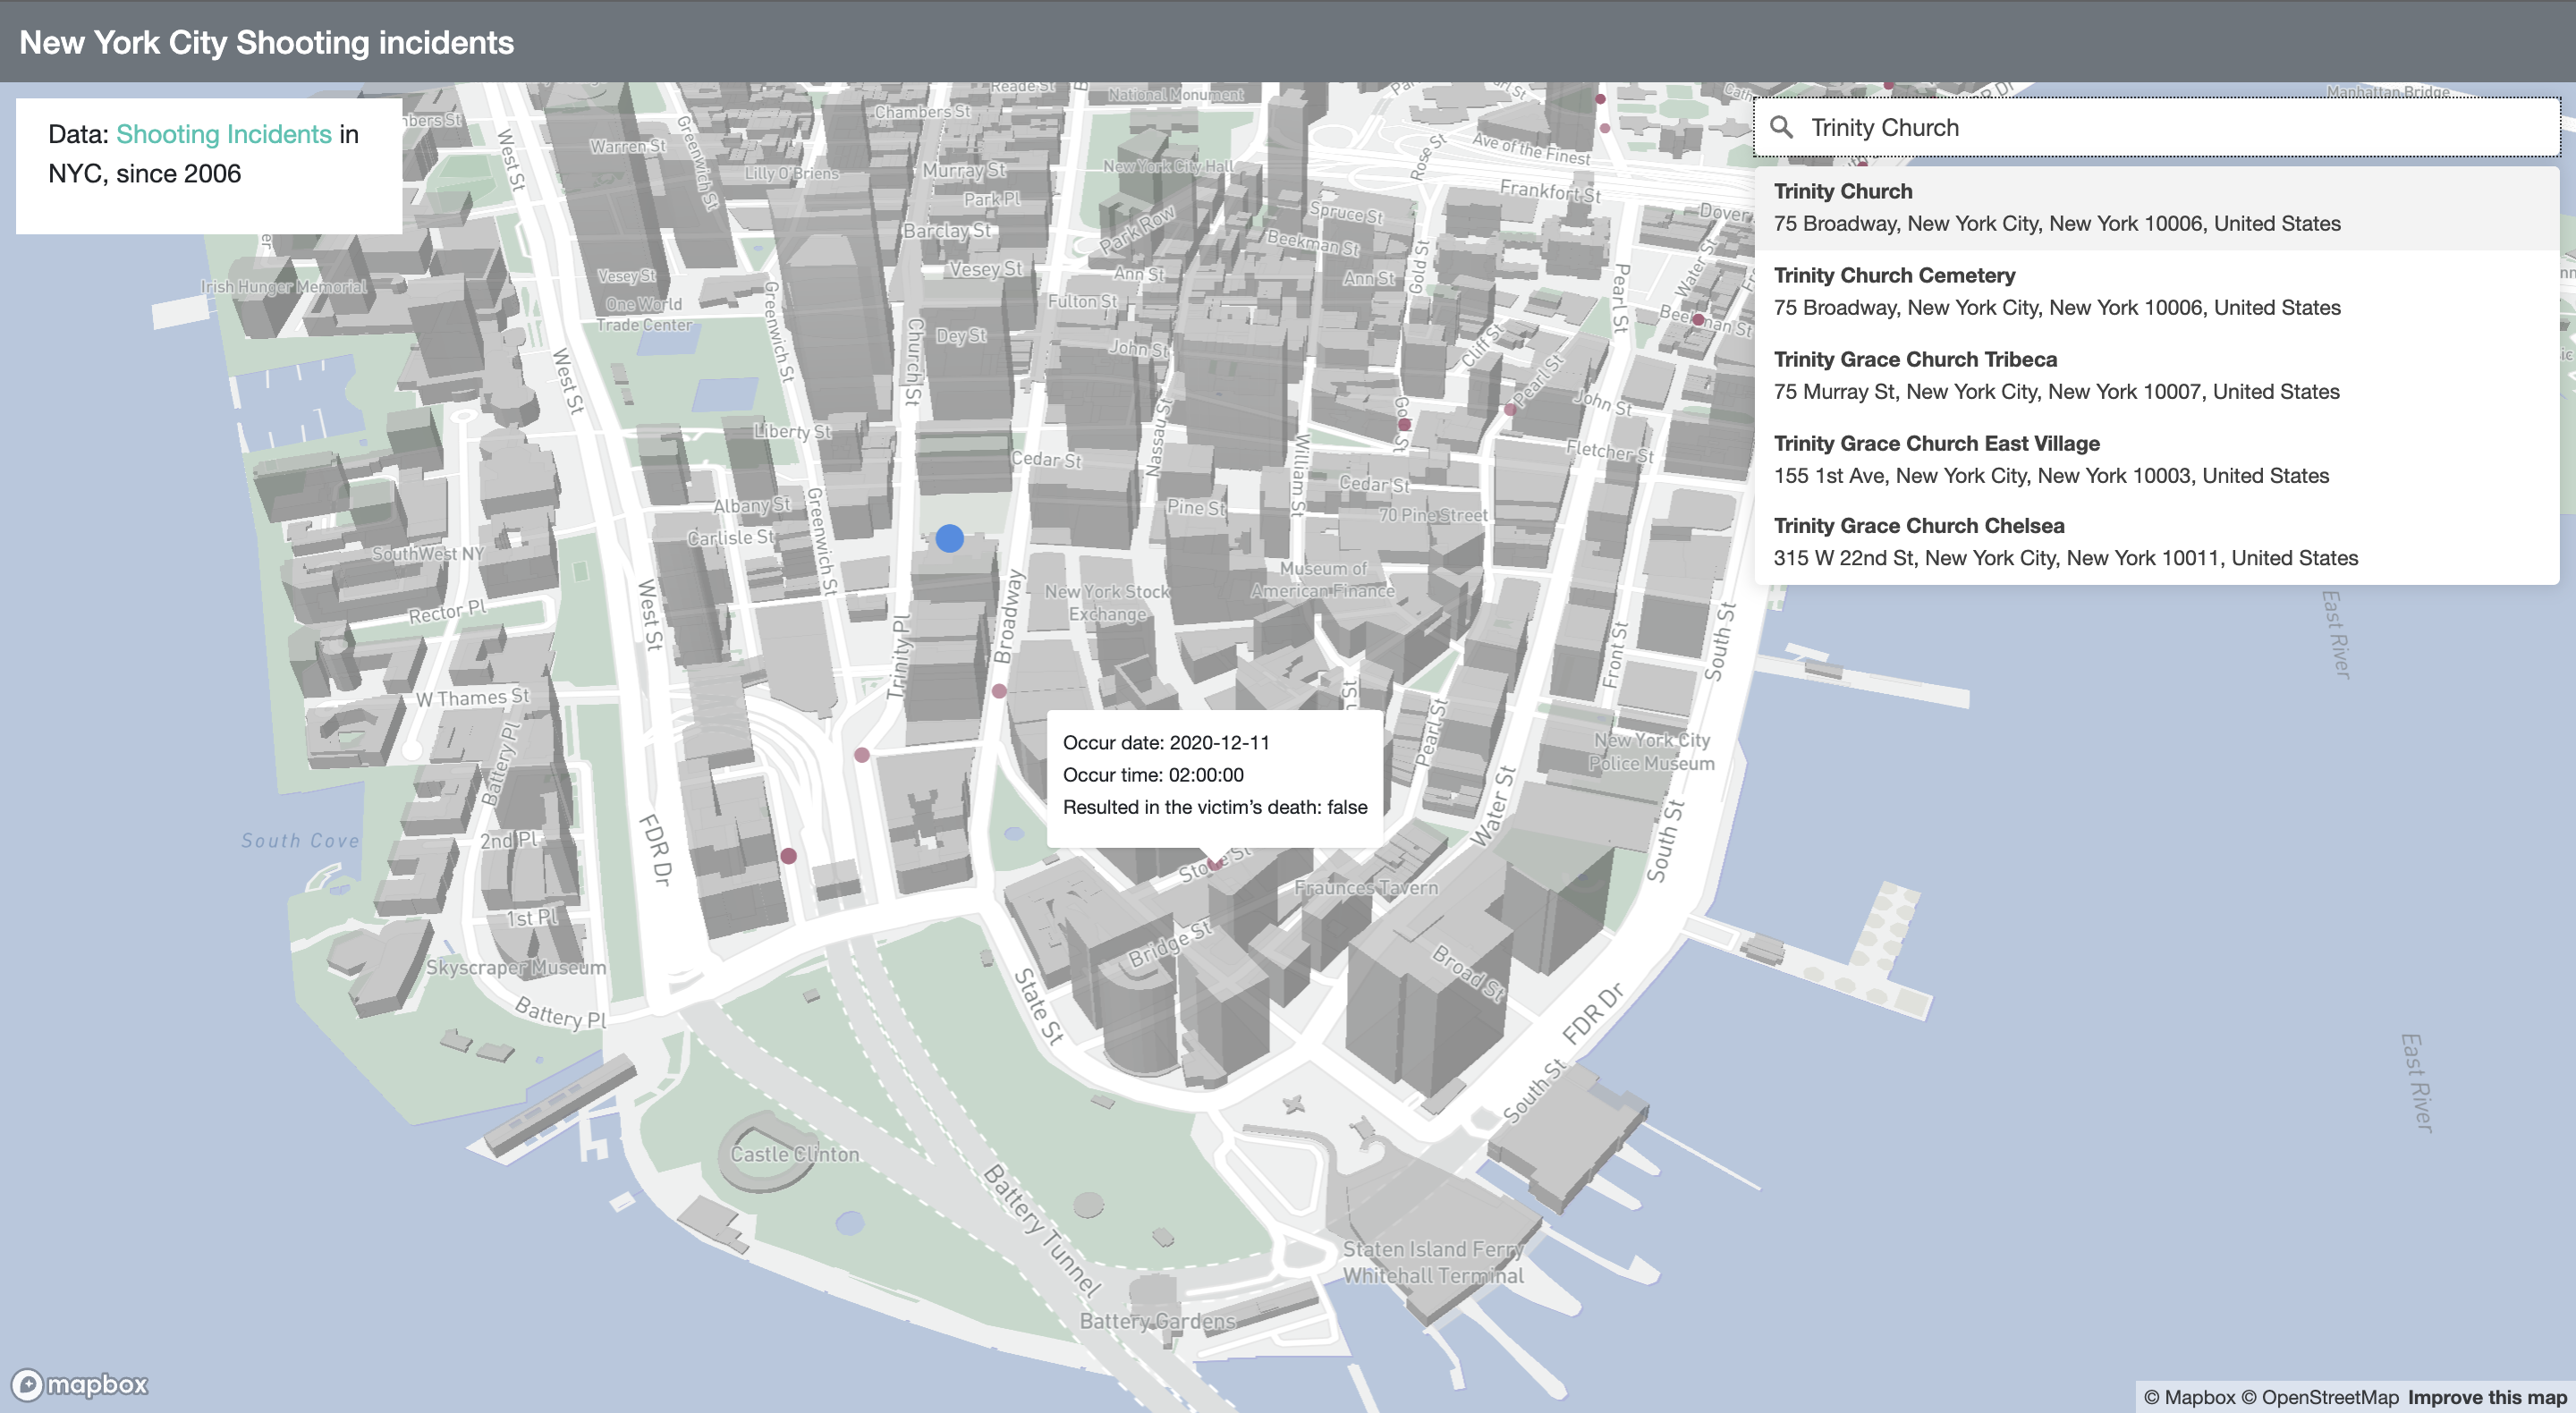 New York City Shooting incidents
Data: Shooting Incidents in
NYC, since 2006
Trinity Church
Trinity Church
75 Broadway, New York City, New York 10006, United States
Trinity Church Cemetery
75 Broadway, New York City, New York 10006, United States
Trinity Grace Church Tribeca
75 Murray St, New York City, New York 10007, United States
Trinity Grace Church East Village
155 1st Ave, New York City, New York 10003, United States
Trinity Grace Church Chelsea
315 W 22nd St, New York City, New York 10011, United States
Reade St
National Monument
Manhattan Bridge
Chambers St
West St
Greenwich St
Warren St
Lilly O'Briens
Murray St
New York City Hall
Rose St
Ave of the Finest
Frankfort St
Park Pl
Park Row
Spruce St
Dover
Barclay St
Beekman St
Vesey St
Vesey St
Ann St
Ann St
Gold St
Pearl St
Water St
Irish Hunger Memorial
One World
Trade Center
Greenwich St
Fulton St
Beekman St
Church St
Dey St
John St
Cliff St
West St
Pearl St
John St
Gold St
Liberty St
Cedar St
Nassau St
William St
Fletcher St
Albany St
Greenwich St
Pine St
Cedar St
70 Pine Street
Carlisle St
SouthWest NY
Museum of
American Finance
New York Stock
Exchange
Rector Pl
West St
Broadway
Trinity Pl
Front St
South St
East River
W Thames St
Battery Pl
Pearl St
New York City
Police Museum
Occur date: 2020-12-11
Occur time: 02:00:00
Resulted in the victim’s death: false
Water St
South St
South Cove
2nd Pl
FDR Dr
Stone St
Fraunces Tavern
1st Pl
Bridge St
Skyscraper Museum
Broad St
Battery Pl
State St
FDR Dr
South St
East River
Castle Clinton
Battery Tunnel
Staten Island Ferry
Whitehall Terminal
Battery Gardens
mapbox
© Mapbox © OpenStreetMap Improve this map